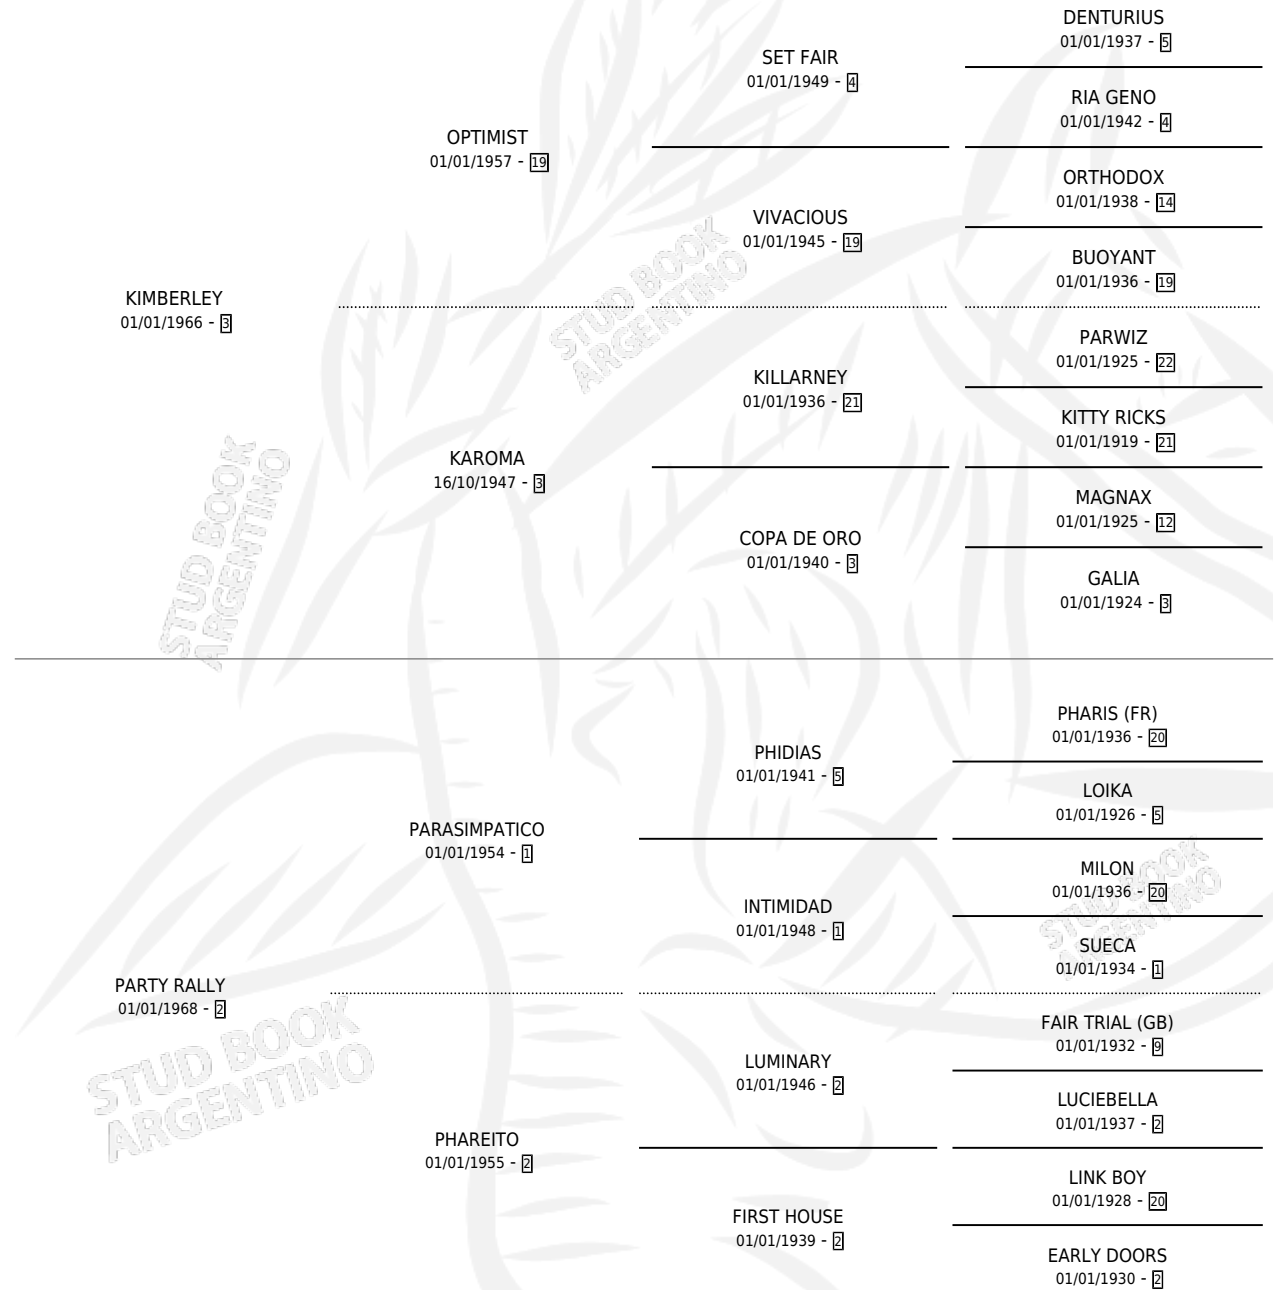 DENTURIUS
01/01/1937 - 5
SET FAIR
01/01/1949 - 4
RIA GENO
01/01/1942 - 4
OPTIMIST
01/01/1957 - 19
ORTHODOX
01/01/1938 - 14
VIVACIOUS
01/01/1945 - 19
BUOYANT
01/01/1936 - 19
KIMBERLEY
01/01/1966 - 3
PARWIZ
01/01/1925 - 22
KILLARNEY
01/01/1936 - 21
KITTY RICKS
01/01/1919 - 21
KAROMA
16/10/1947 - 3
MAGNAX
01/01/1925 - 12
COPA DE ORO
01/01/1940 - 3
GALIA
01/01/1924 - 3
PHARIS (FR)
01/01/1936 - 20
PHIDIAS
01/01/1941 - 5
LOIKA
01/01/1926 - 5
PARASIMPATICO
01/01/1954 - 1
MILON
01/01/1936 - 20
INTIMIDAD
01/01/1948 - 1
SUECA
01/01/1934 - 1
PARTY RALLY
01/01/1968 - 2
FAIR TRIAL (GB)
01/01/1932 - 9
LUMINARY
01/01/1946 - 2
LUCIEBELLA
01/01/1937 - 2
PHAREITO
01/01/1955 - 2
LINK BOY
01/01/1928 - 20
FIRST HOUSE
01/01/1939 - 2
EARLY DOORS
01/01/1930 - 2
STUD BOOK
ARGENTINO
STUD BOOK
ARGENTINO
STUD BOOK
ARGENTINO
STUD BOOK
ARGENTINO